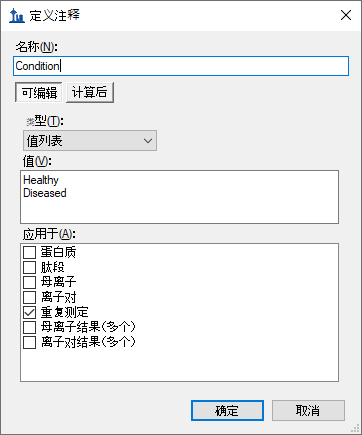 定义注释
名称(N):
Condition
可编辑 计算后
类型(T):
值列表
值(V):
Healthy
Diseased
应用于(A):
蛋白质
肽段
母离子
离子对
重复测定
母离子结果(多个)
离子对结果(多个)
确定 取消